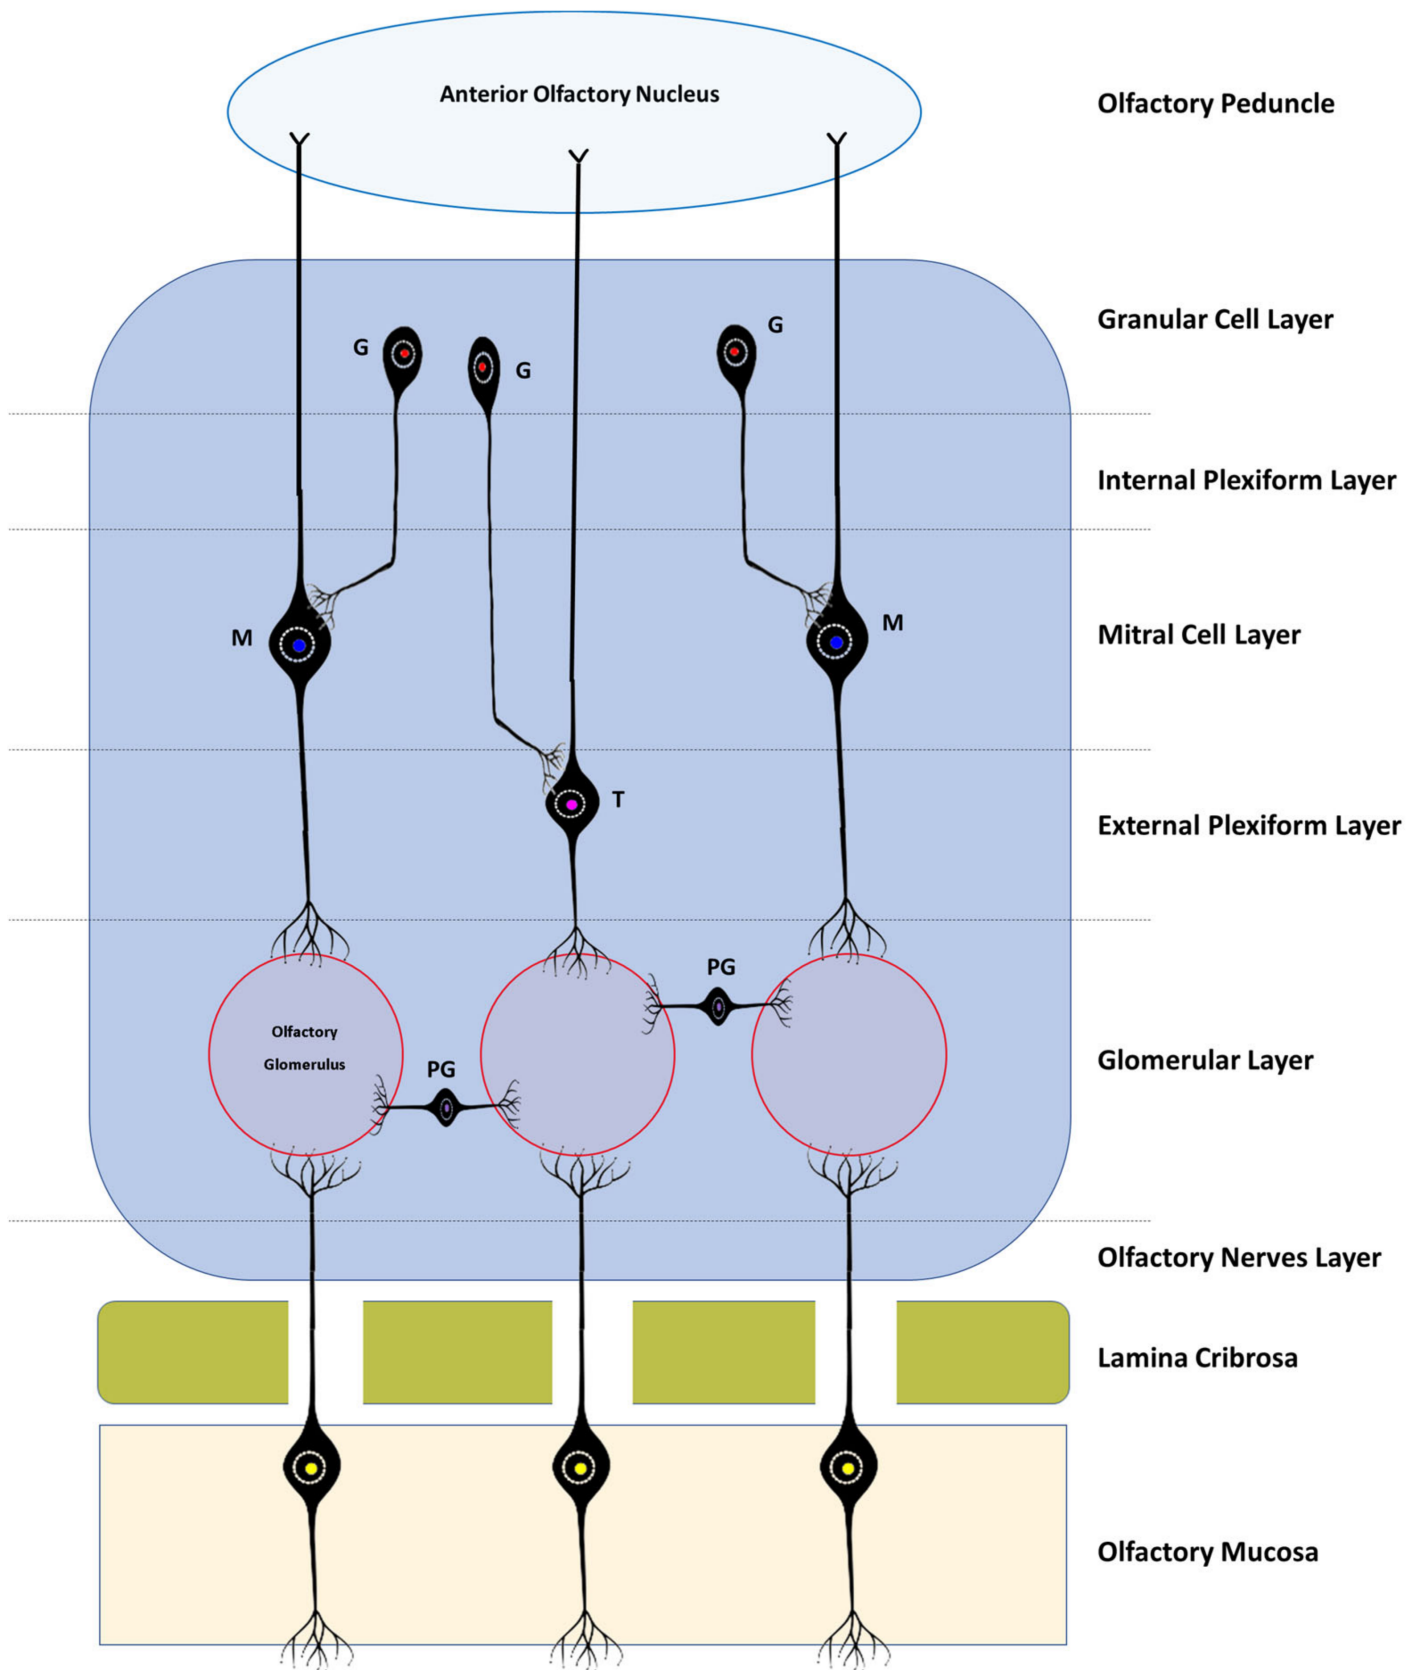 Anterior Olfactory Nucleus
Olfactory Peduncle
G
G
G
Granular Cell Layer
Internal Plexiform Layer
M
M
Mitral Cell Layer
T
External Plexiform Layer
PG
Olfactory
Glomerulus
PG
Glomerular Layer
Olfactory Nerves Layer
Lamina Cribrosa
Olfactory Mucosa